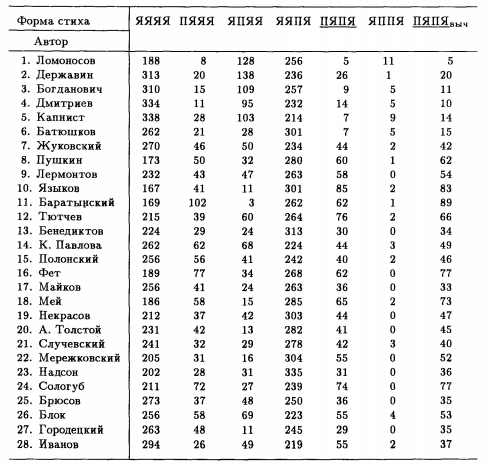 Форма стиха ЯЯЯЯ ПЯЯЯ ЯПЯЯ ЯЯПЯ ПЯПЯ ЯППЯ ПЯПЯвыч
Автор
1. Ломоносов 188 8 128 256 5 11 5
2. Державин 313 20 138 236 26 1 20
3. Богданович 310 15 109 257 9 5 11
4. Дмитриев 334 11 95 232 14 5 10
5. Капнист 338 28 103 214 7 9 14
6. Батюшков 262 21 28 301 7 5 15
7. Жуковский 270 46 50 234 44 2 42
8. Пушкин 173 50 32 280 60 1 62
9. Лермонтов 232 43 47 263 58 0 54
10. Языков 167 41 11 301 85 2 83
11. Баратынский 169 102 3 262 62 1 89
12. Тютчев 215 39 60 264 76 2 66
13. Бенедиктов 224 29 24 313 30 0 34
14. К. Павлова 262 62 68 224 44 3 49
15. Полонский 256 56 41 242 40 2 46
16. Фет 189 77 34 268 62 0 77
17. Майков 256 41 24 263 36 0 33
18. Мей 186 58 15 285 65 2 73
19. Некрасов 212 37 42 303 44 0 47
20. А. Толстой 231 42 13 282 41 0 45
21. Случевский 241 32 29 278 42 3 40
22. Мережковский 205 31 16 304 55 0 52
23. Надсон 202 28 31 335 31 0 36
24. Сологуб 211 72 27 239 74 0 77
25. Брюсов 273 37 48 250 36 0 35
26. Блок 256 58 69 223 55 4 53
27. Городецкий 263 48 11 245 29 0 35
28. Иванов 294 26 49 219 55 2 37